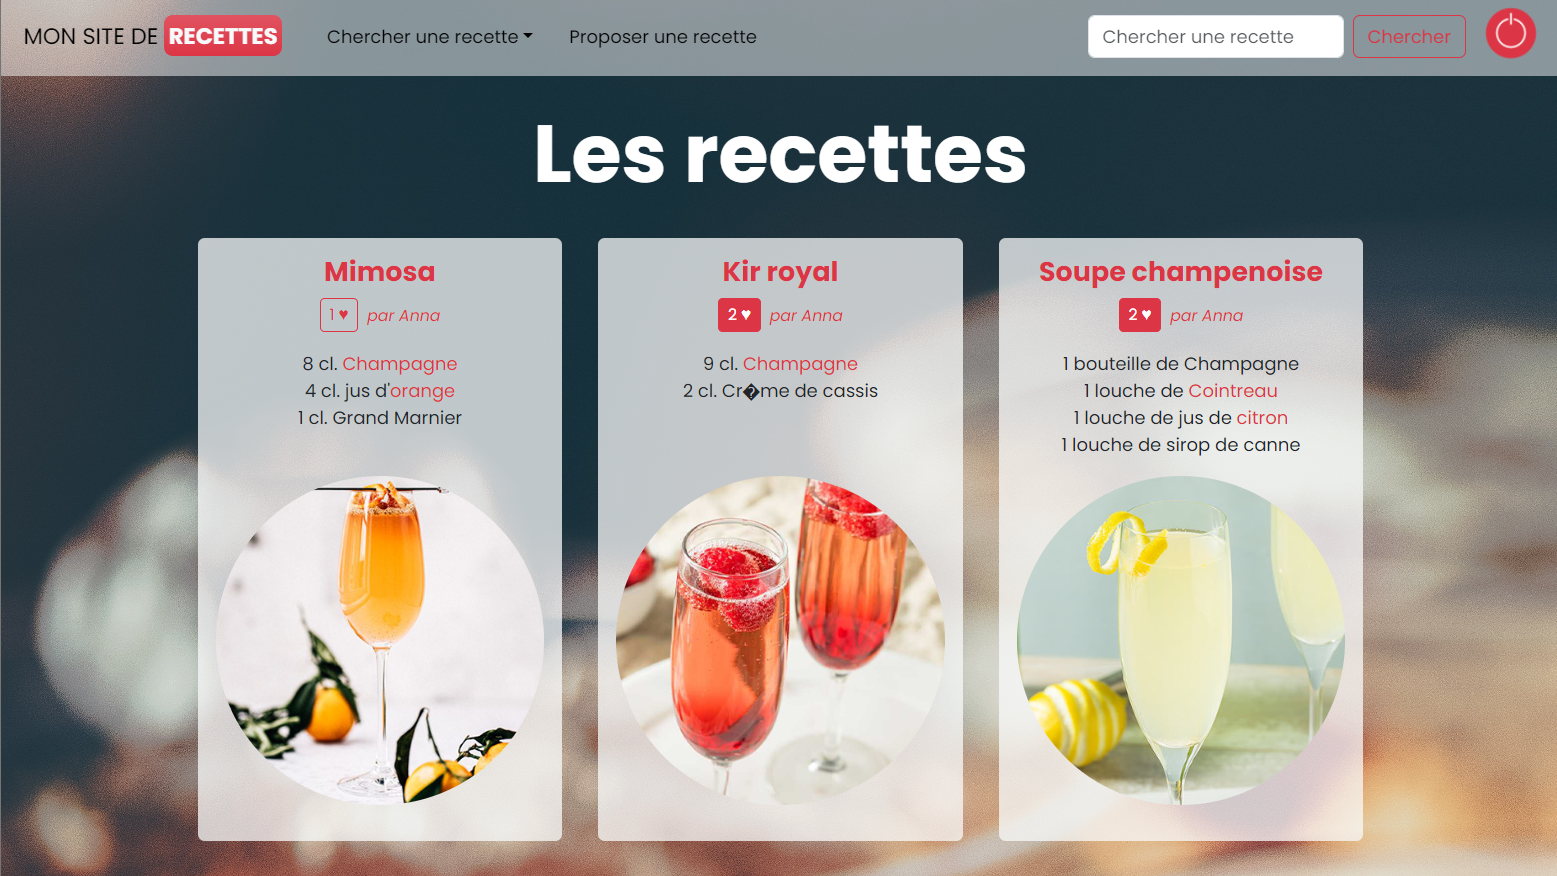 MON SITE DE RECETTES
Chercher une recette
Proposer une recette
Chercher une recette
Chercher
Les recettes
Mimosa
1 ♥ par Anna
8 cl. Champagne
4 cl. jus d'orange
1 cl. Grand Marnier
Kir royal
2 ♥ par Anna
9 cl. Champagne
2 cl. Cr�me de cassis
Soupe champenoise
2 ♥ par Anna
1 bouteille de Champagne
1 louche de Cointreau
1 louche de jus de citron
1 louche de sirop de canne